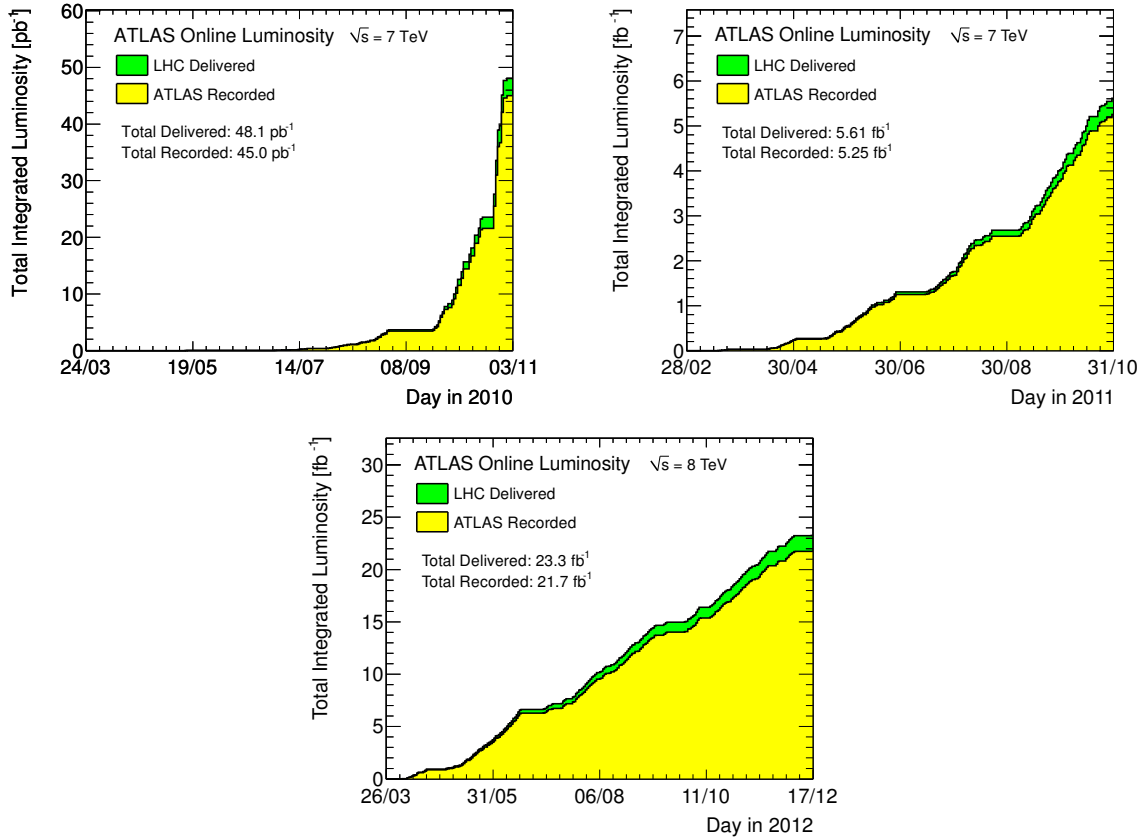 Total Integrated Luminosity [pb⁻¹]
60
50
40
30
20
10
0
ATLAS Online Luminosity √s = 7 TeV
LHC Delivered
ATLAS Recorded
Total Delivered: 48.1 pb⁻¹
Total Recorded: 45.0 pb⁻¹
24/03 19/05 14/07 08/09 03/11
Day in 2010
Total Integrated Luminosity [fb⁻¹]
7
6
5
4
3
2
1
0
ATLAS Online Luminosity √s = 7 TeV
LHC Delivered
ATLAS Recorded
Total Delivered: 5.61 fb⁻¹
Total Recorded: 5.25 fb⁻¹
28/02 30/04 30/06 30/08 31/10
Day in 2011
Total Integrated Luminosity [fb⁻¹]
30
25
20
15
10
5
0
ATLAS Online Luminosity √s = 8 TeV
LHC Delivered
ATLAS Recorded
Total Delivered: 23.3 fb⁻¹
Total Recorded: 21.7 fb⁻¹
26/03 31/05 06/08 11/10 17/12
Day in 2012